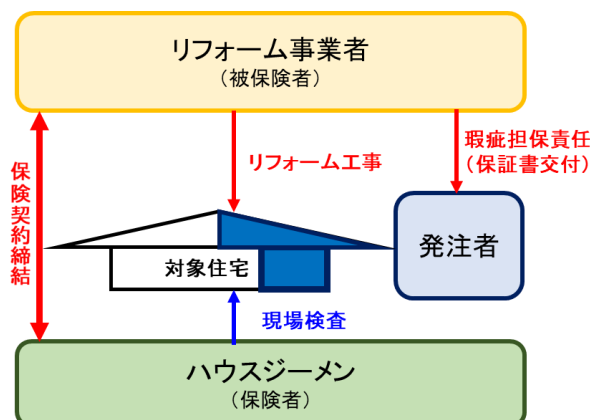 リフォーム事業者
（被保険者）
瑕疵担保責任
（保証書交付）
リフォーム工事
保険契約締結
発注者
対象住宅
現場検査
ハウスジーメン
（保険者）